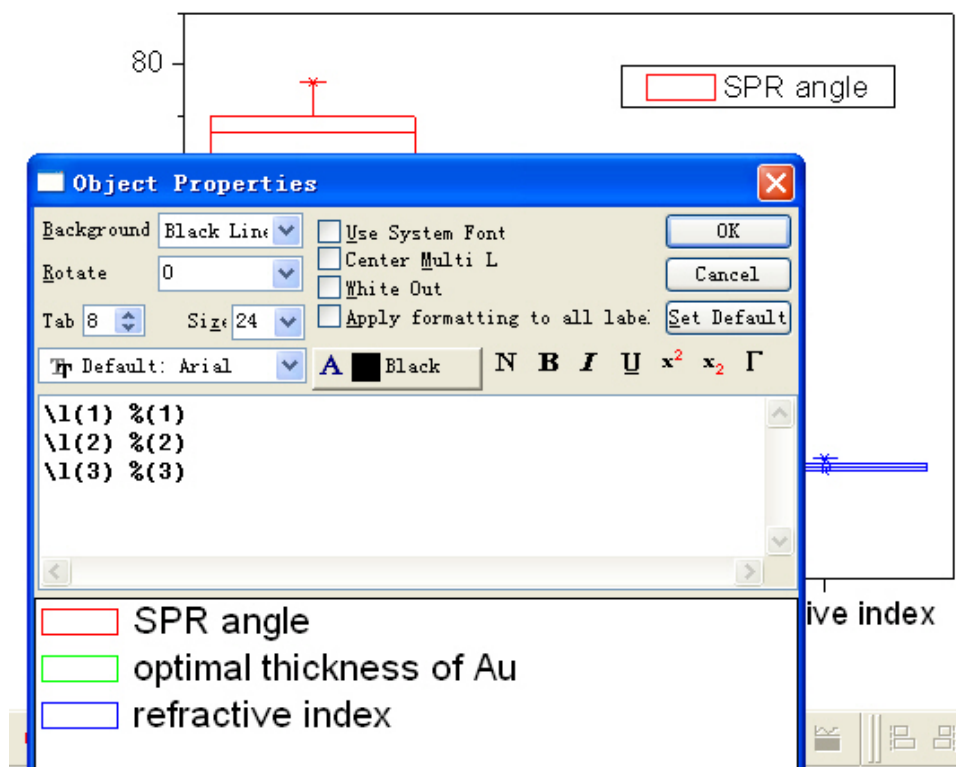 80
SPR angle
Object Properties
Background Black Line
Use System Font
Center Multi L
Rotate 0
White Out
Tab 8 Size 24
Apply formatting to all label
OK
Cancel
Set Default
Default: Arial A Black N B I U x² x₂ Γ
\l(1) %(1)
\l(2) %(2)
\l(3) %(3)
ive index
SPR angle
optimal thickness of Au
refractive index